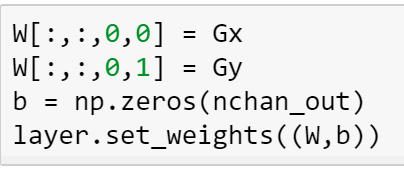 W[:,:,0,0] = Gx
W[:,:,0,1] = Gy
b = np.zeros(nchan_out)
layer.set_weights((W,b))